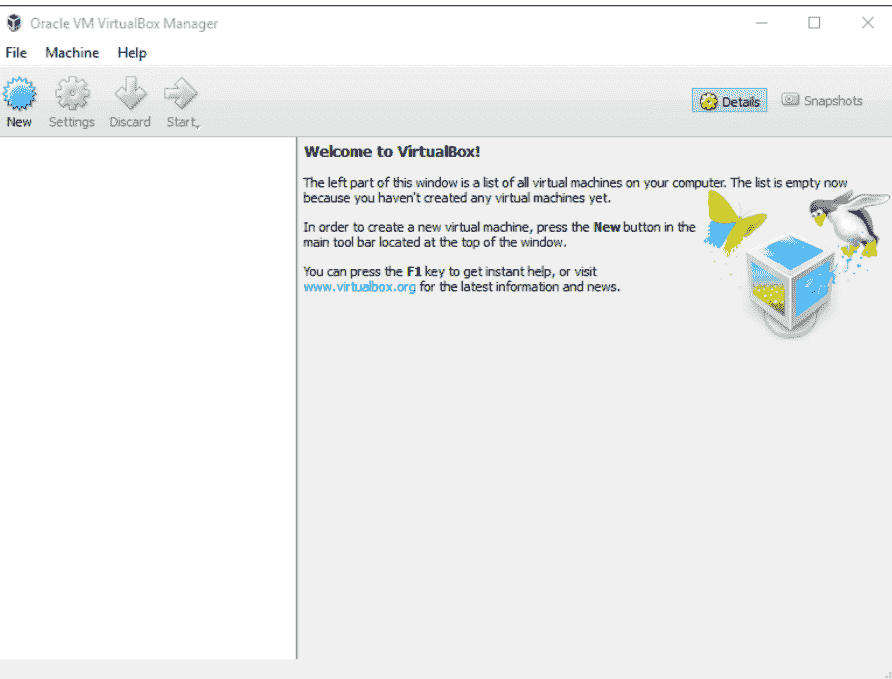 Oracle VM VirtualBox Manager
File Machine Help
New Settings Discard Start
Details Snapshots
Welcome to VirtualBox!
The left part of this window is a list of all virtual machines on your computer. The list is empty now
because you haven't created any virtual machines yet.
In order to create a new virtual machine, press the New button in the
main tool bar located at the top of the window.
You can press the F1 key to get instant help, or visit
www.virtualbox.org for the latest information and news.